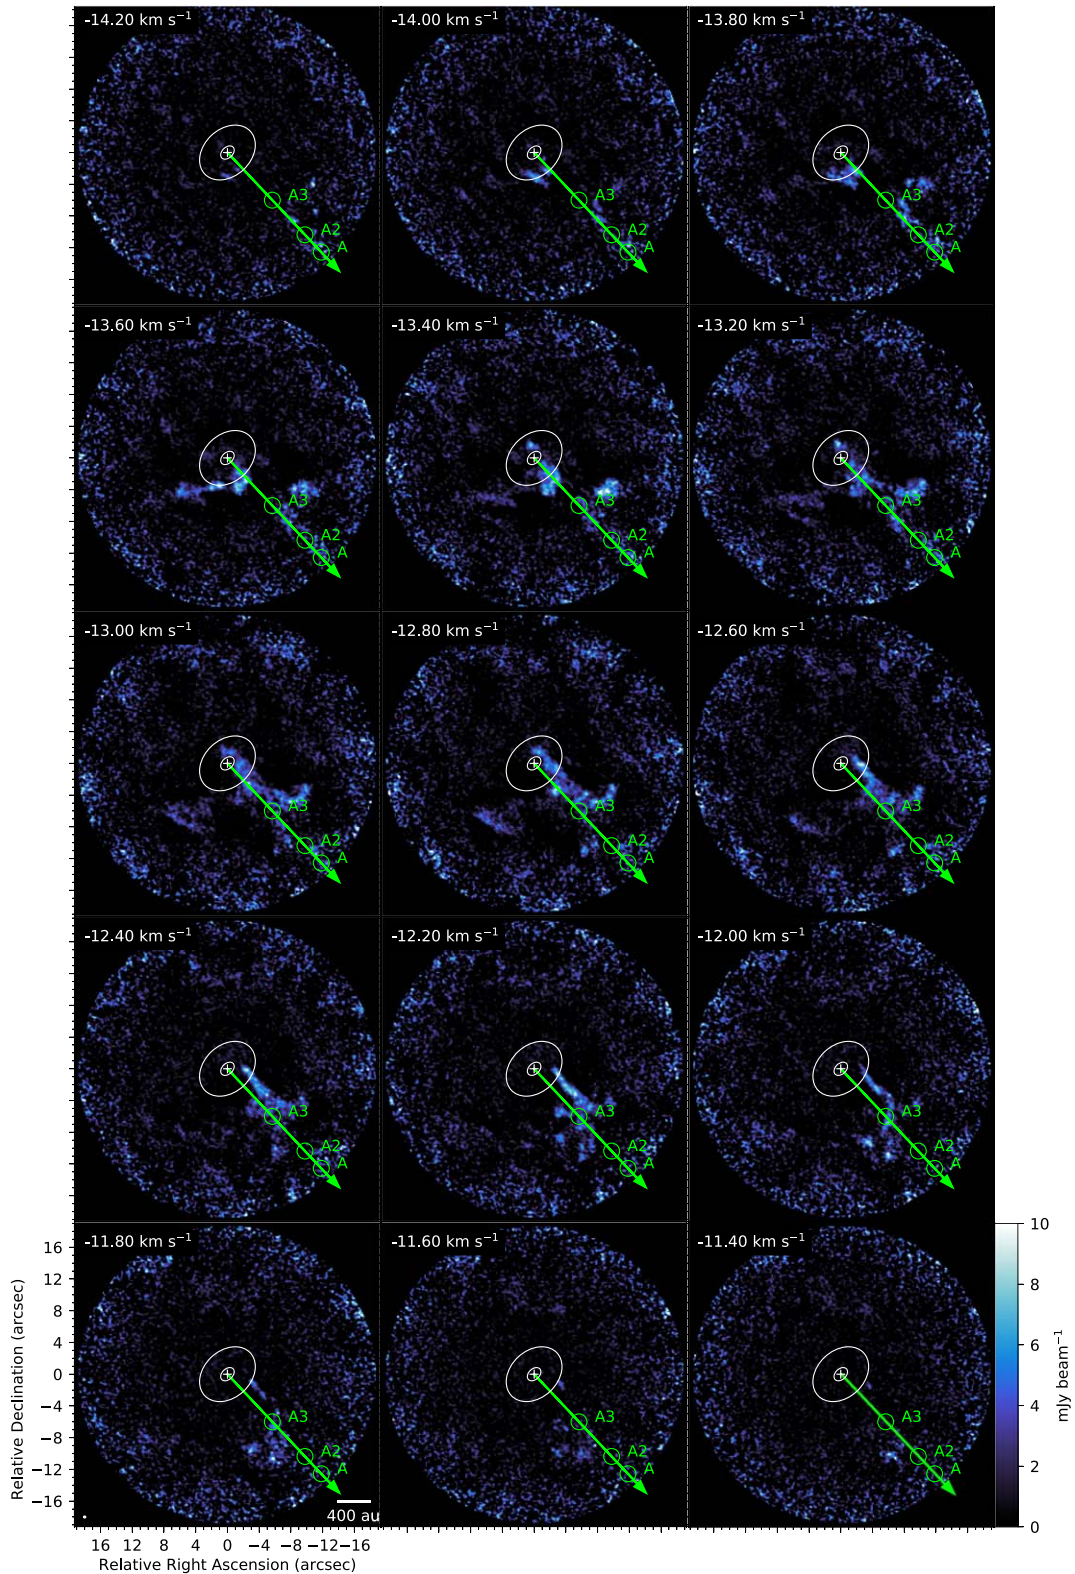 -14.20 km s⁻¹ -14.00 km s⁻¹ -13.80 km s⁻¹
A3 A3 A3
A2 A2 A2
A A A
-13.60 km s⁻¹ -13.40 km s⁻¹ -13.20 km s⁻¹
A3 A3 A3
A2 A2 A2
A A A
-13.00 km s⁻¹ -12.80 km s⁻¹ -12.60 km s⁻¹
A3 A3 A3
A2 A2 A2
A A A
-12.40 km s⁻¹ -12.20 km s⁻¹ -12.00 km s⁻¹
A3 A3 A3
A2 A2 A2
A A A
-11.80 km s⁻¹ -11.60 km s⁻¹ -11.40 km s⁻¹
A3 A3 A3
A2 A2 A2
A A A
400 au
16
12
8
4
0
−4
−8
−12
−16
Relative Declination (arcsec)
16 12 8 4 0 −4 −8 −12 −16
Relative Right Ascension (arcsec)
10
8
6
4
2
0
mJy beam⁻¹